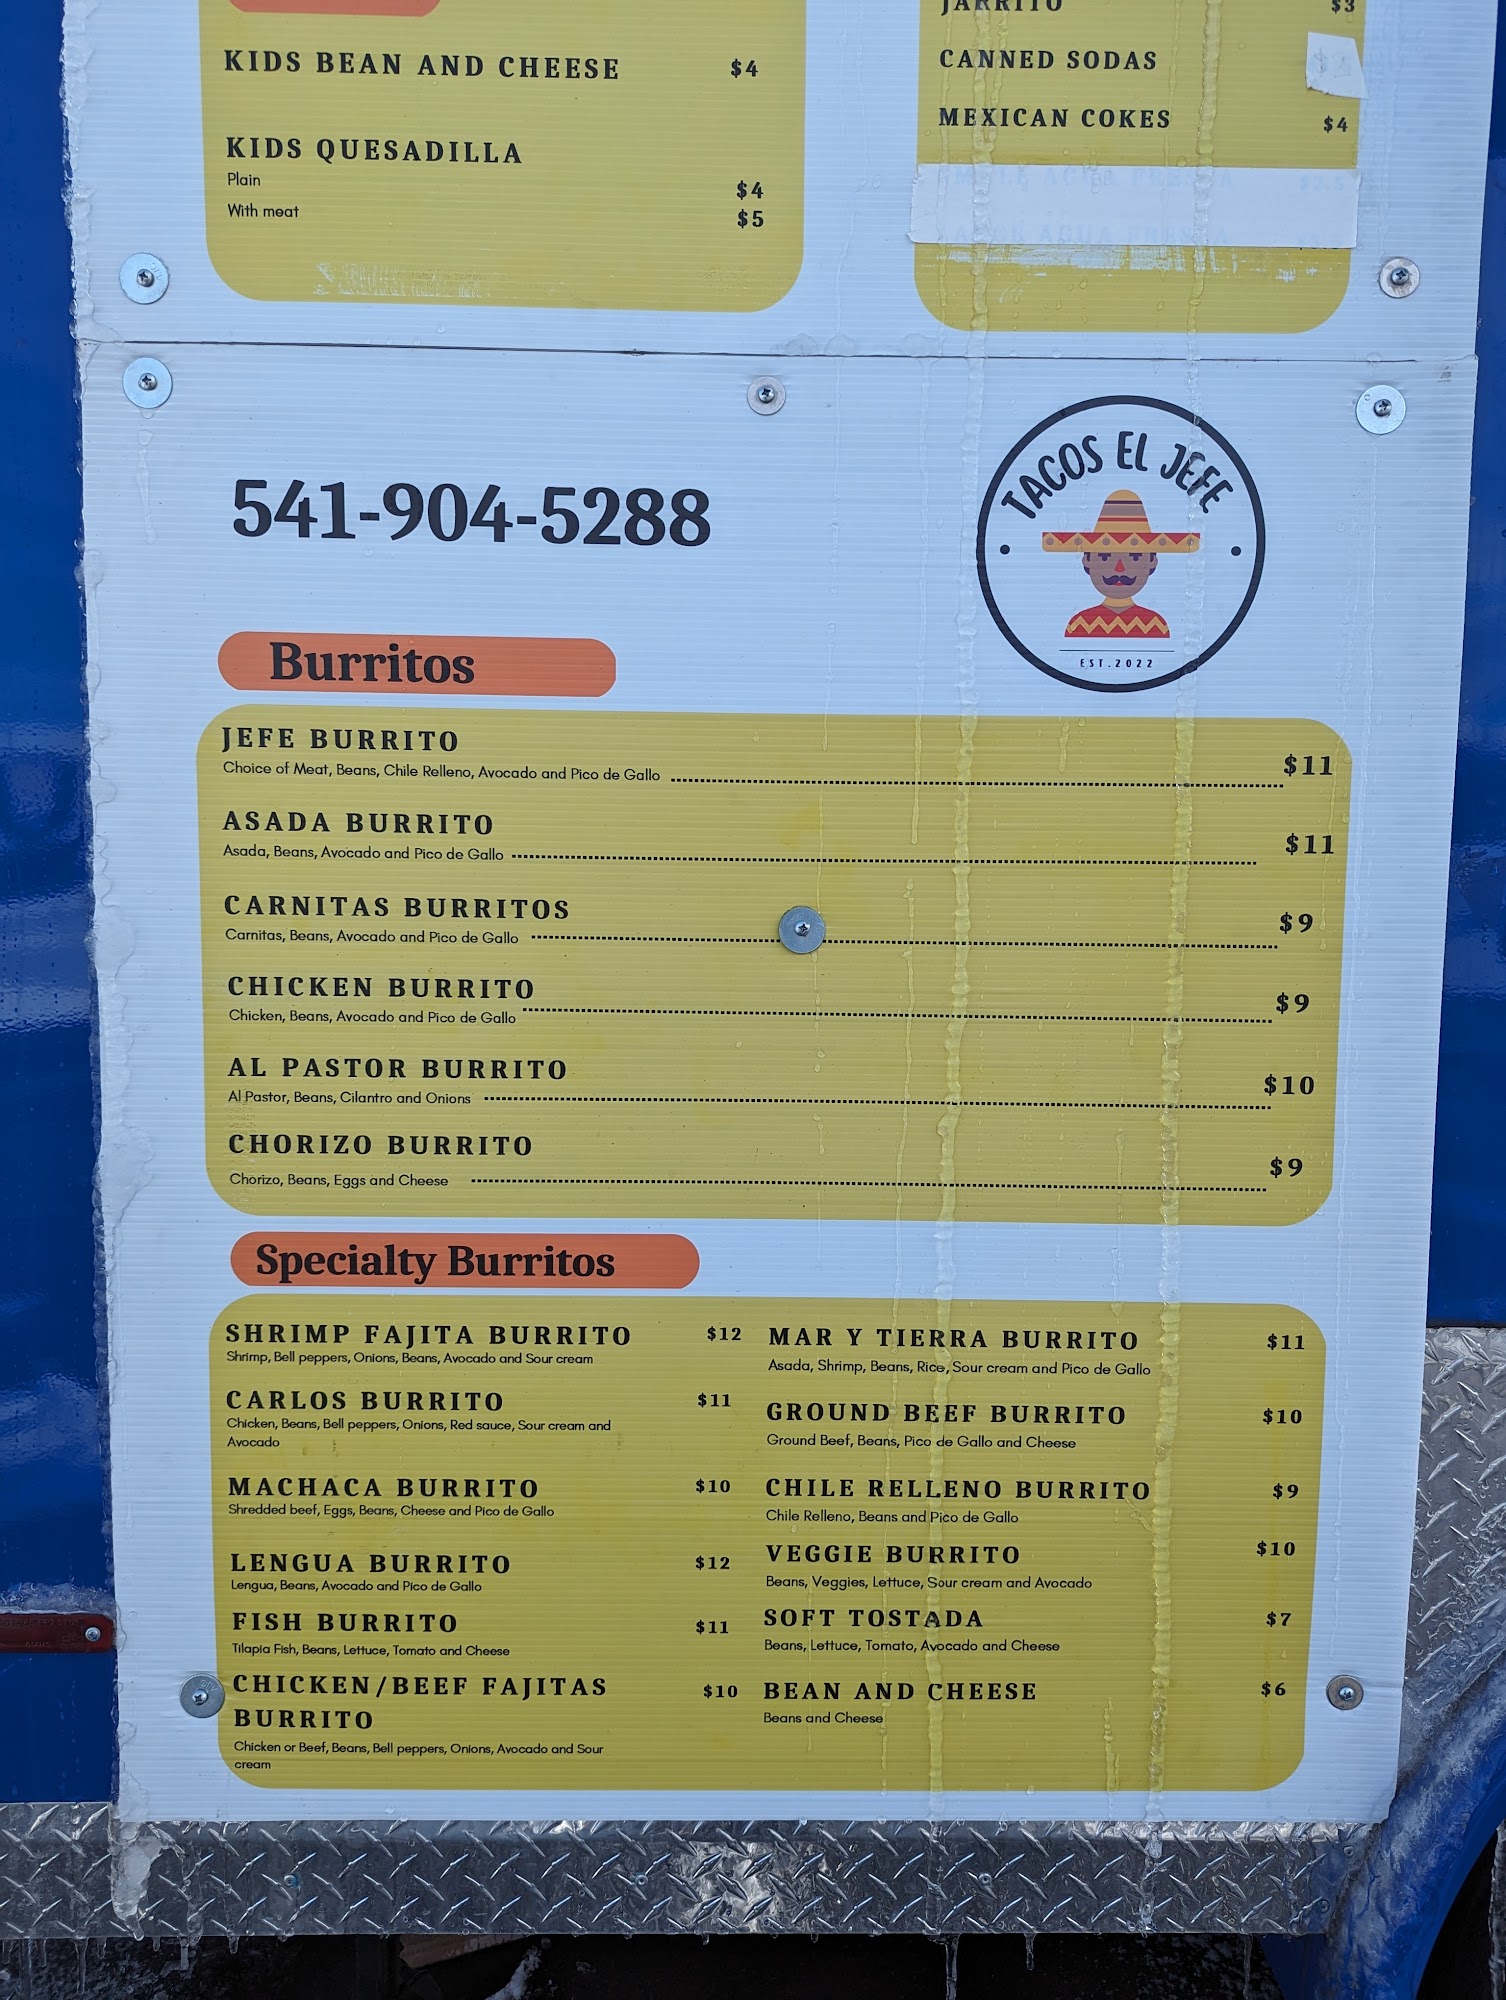 KIDS BEAN AND CHEESE $4
KIDS QUESADILLA
Plain $4
With meat $5
JARRITO $3
CANNED SODAS $2
MEXICAN COKES $4
541-904-5288
TACOS EL JEFE
EST.2022
Burritos
JEFE BURRITO
Choice of Meat, Beans, Chile Relleno, Avocado and Pico de Gallo $11
ASADA BURRITO
Asada, Beans, Avocado and Pico de Gallo $11
CARNITAS BURRITOS
Carnitas, Beans, Avocado and Pico de Gallo $9
CHICKEN BURRITO
Chicken, Beans, Avocado and Pico de Gallo $9
AL PASTOR BURRITO
Al Pastor, Beans, Cilantro and Onions $10
CHORIZO BURRITO
Chorizo, Beans, Eggs and Cheese $9
Specialty Burritos
SHRIMP FAJITA BURRITO $12
Shrimp, Bell peppers, Onions, Beans, Avocado and Sour cream
CARLOS BURRITO $11
Chicken, Beans, Bell peppers, Onions, Red sauce, Sour cream and
Avocado
MACHACA BURRITO $10
Shredded beef, Eggs, Beans, Cheese and Pico de Gallo
LENGUA BURRITO $12
Lengua, Beans, Avocado and Pico de Gallo
FISH BURRITO $11
Tilapia Fish, Beans, Lettuce, Tomato and Cheese
CHICKEN/BEEF FAJITAS $10
BURRITO
Chicken or Beef, Beans, Bell peppers, Onions, Avocado and Sour
cream
MAR Y TIERRA BURRITO $11
Asada, Shrimp, Beans, Rice, Sour cream and Pico de Gallo
GROUND BEEF BURRITO $10
Ground Beef, Beans, Pico de Gallo and Cheese
CHILE RELLENO BURRITO $9
Chile Relleno, Beans and Pico de Gallo
VEGGIE BURRITO $10
Beans, Veggies, Lettuce, Sour cream and Avocado
SOFT TOSTADA $7
Beans, Lettuce, Tomato, Avocado and Cheese
BEAN AND CHEESE $6
Beans and Cheese